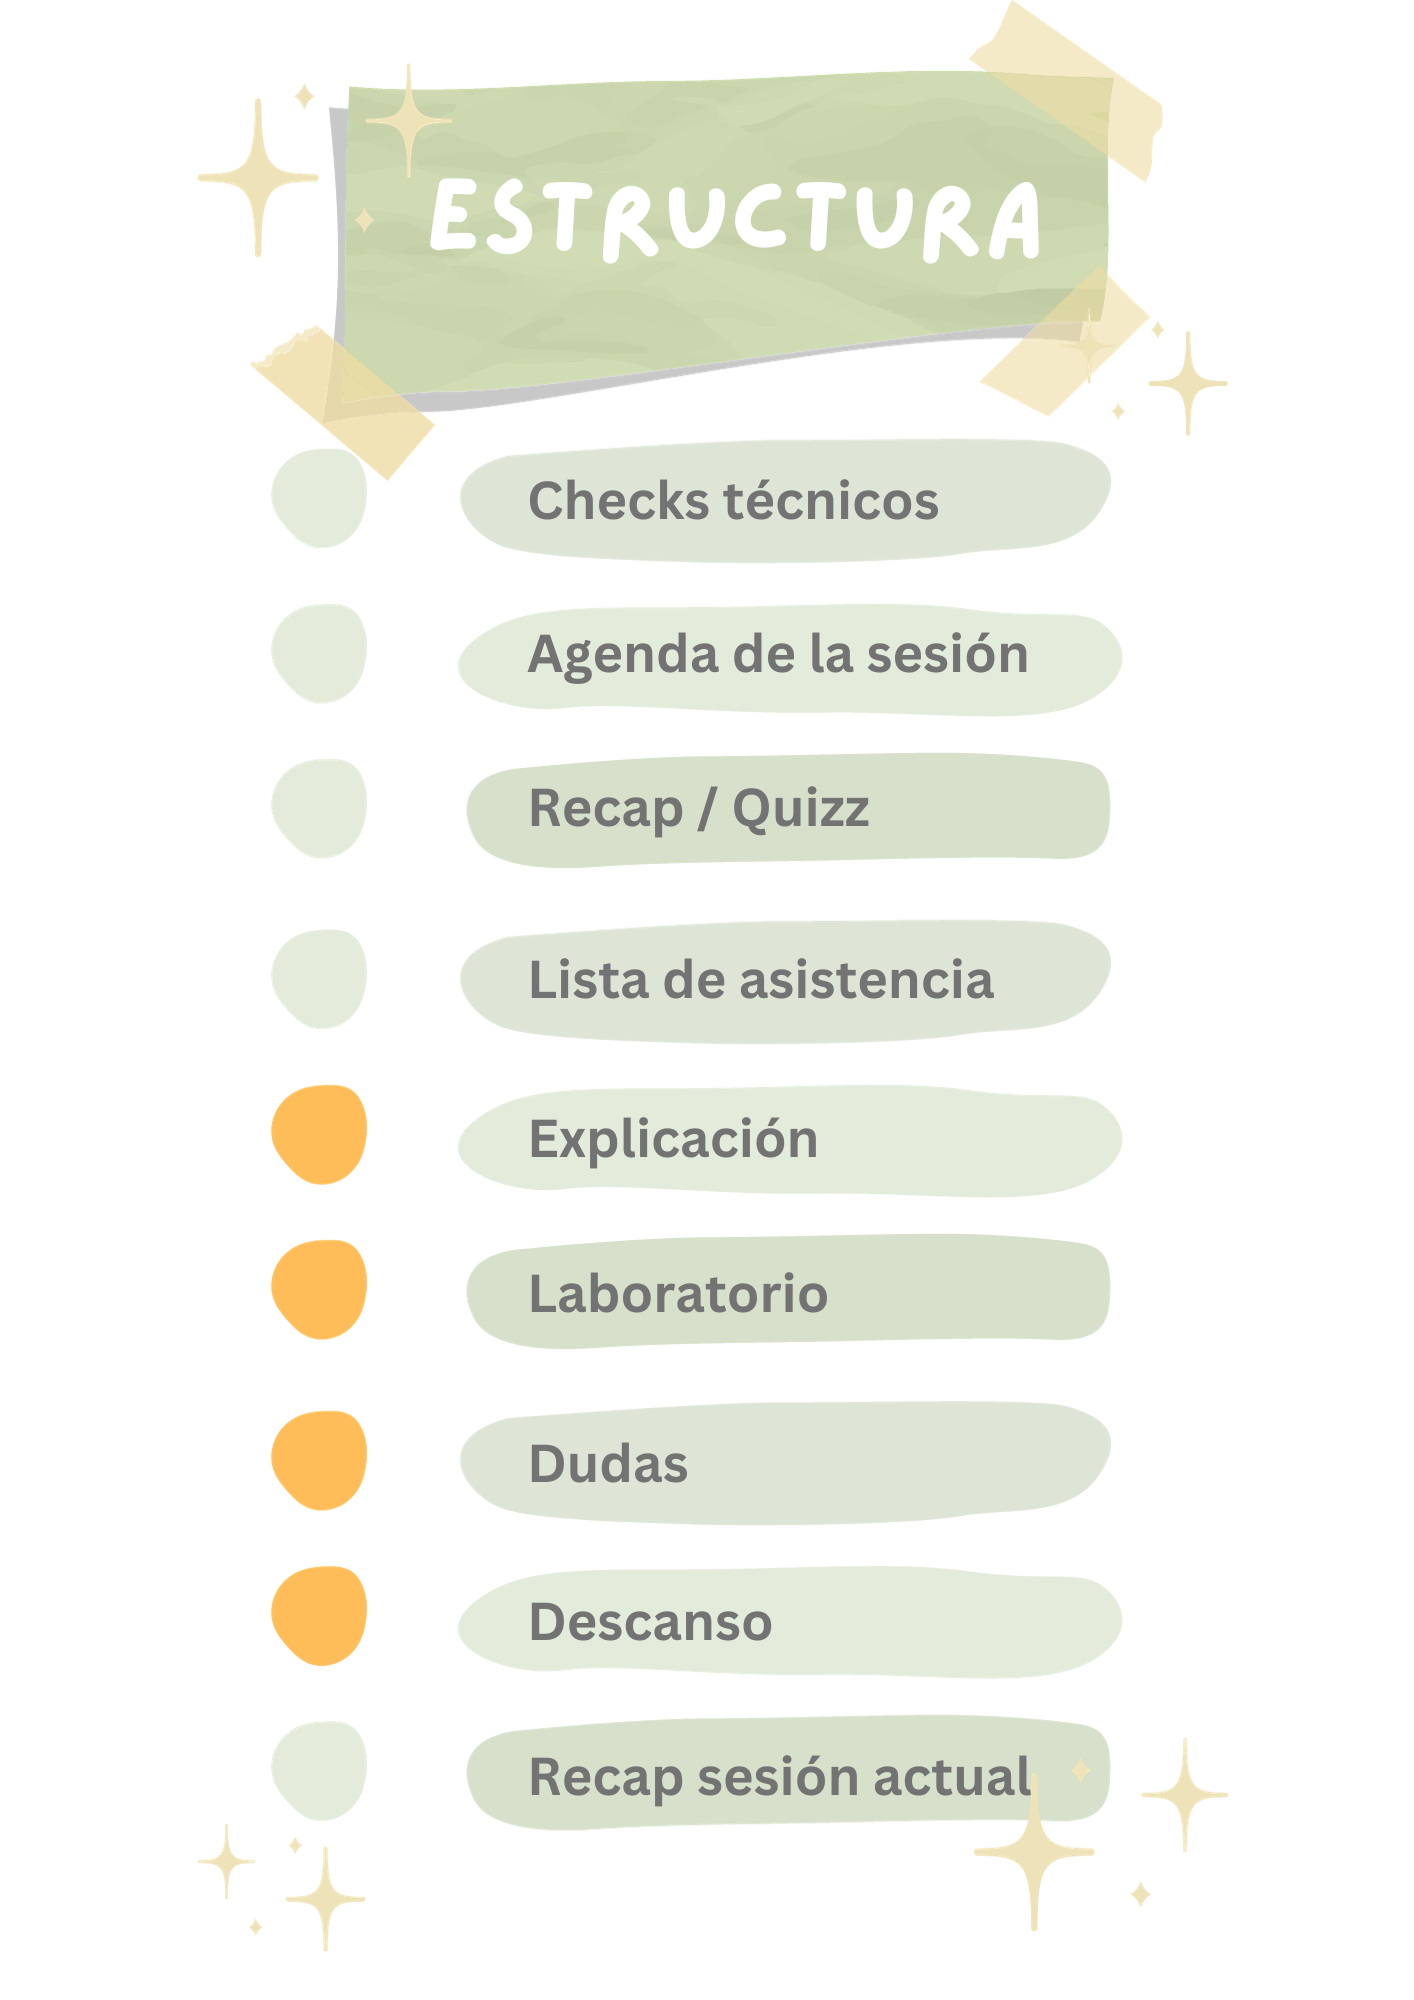 ESTRUCTURA
Checks técnicos
Agenda de la sesión
Recap / Quizz
Lista de asistencia
Explicación
Laboratorio
Dudas
Descanso
Recap sesión actual